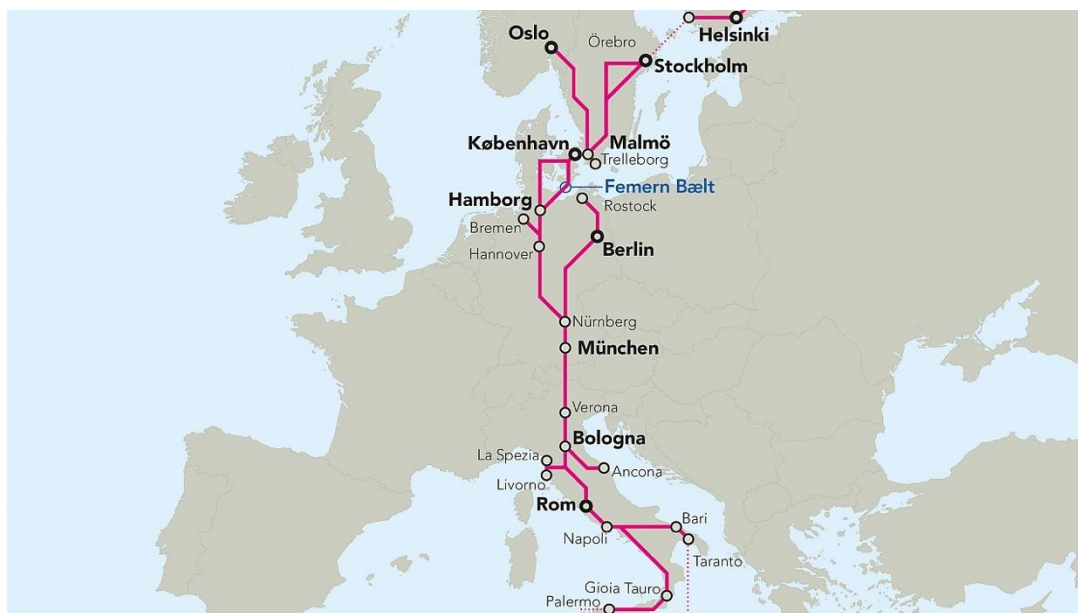 Oslo
Örebro
Helsinki
Stockholm
København
Malmö
Trelleborg
Femern Bælt
Hamborg
Rostock
Bremen
Berlin
Hannover
Nürnberg
München
Verona
Bologna
La Spezia
Ancona
Livorno
Rom
Bari
Napoli
Taranto
Gioia Tauro
Palermo